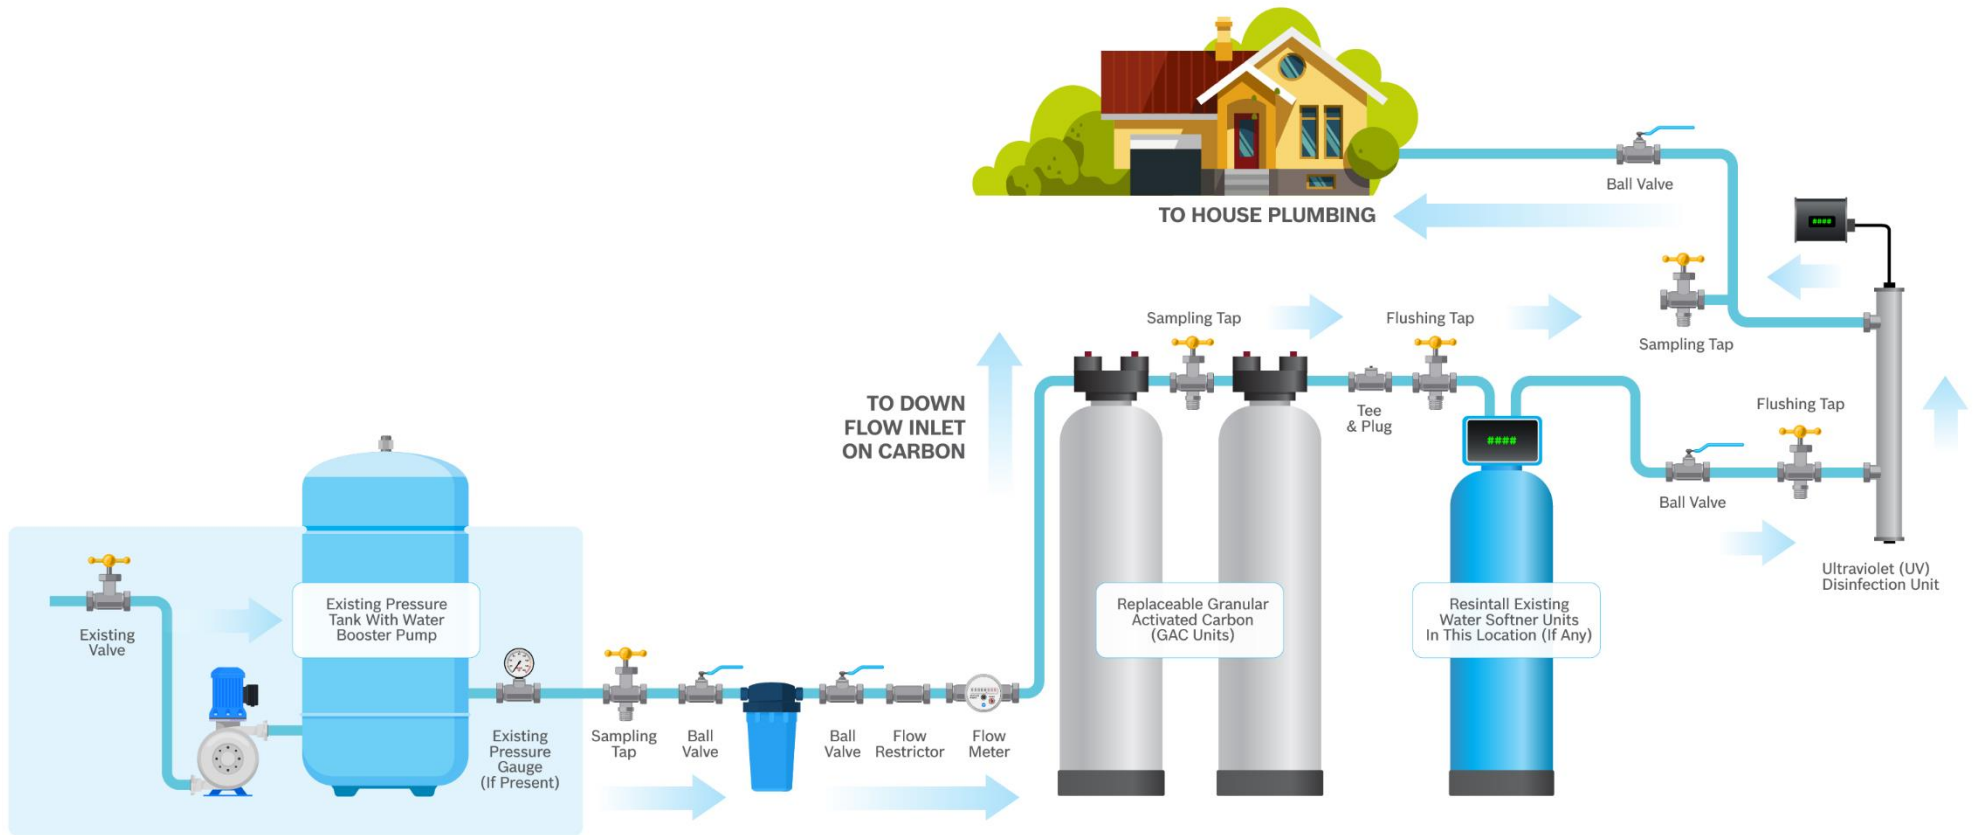 TO HOUSE PLUMBING
Ball Valve
####
Sampling Tap
Sampling Tap
Flushing Tap
TO DOWN
FLOW INLET
ON CARBON
Tee
& Plug
####
Flushing Tap
Ball Valve
Ultraviolet (UV)
Disinfection Unit
Existing
Valve
Existing Pressure
Tank With Water
Booster Pump
Replaceable Granular
Activated Carbon
(GAC Units)
Resintall Existing
Water Softner Units
In This Location (If Any)
Existing
Pressure
Gauge
(If Present)
Sampling
Tap
Ball
Valve
Ball
Valve
Flow
Restrictor
Flow
Meter